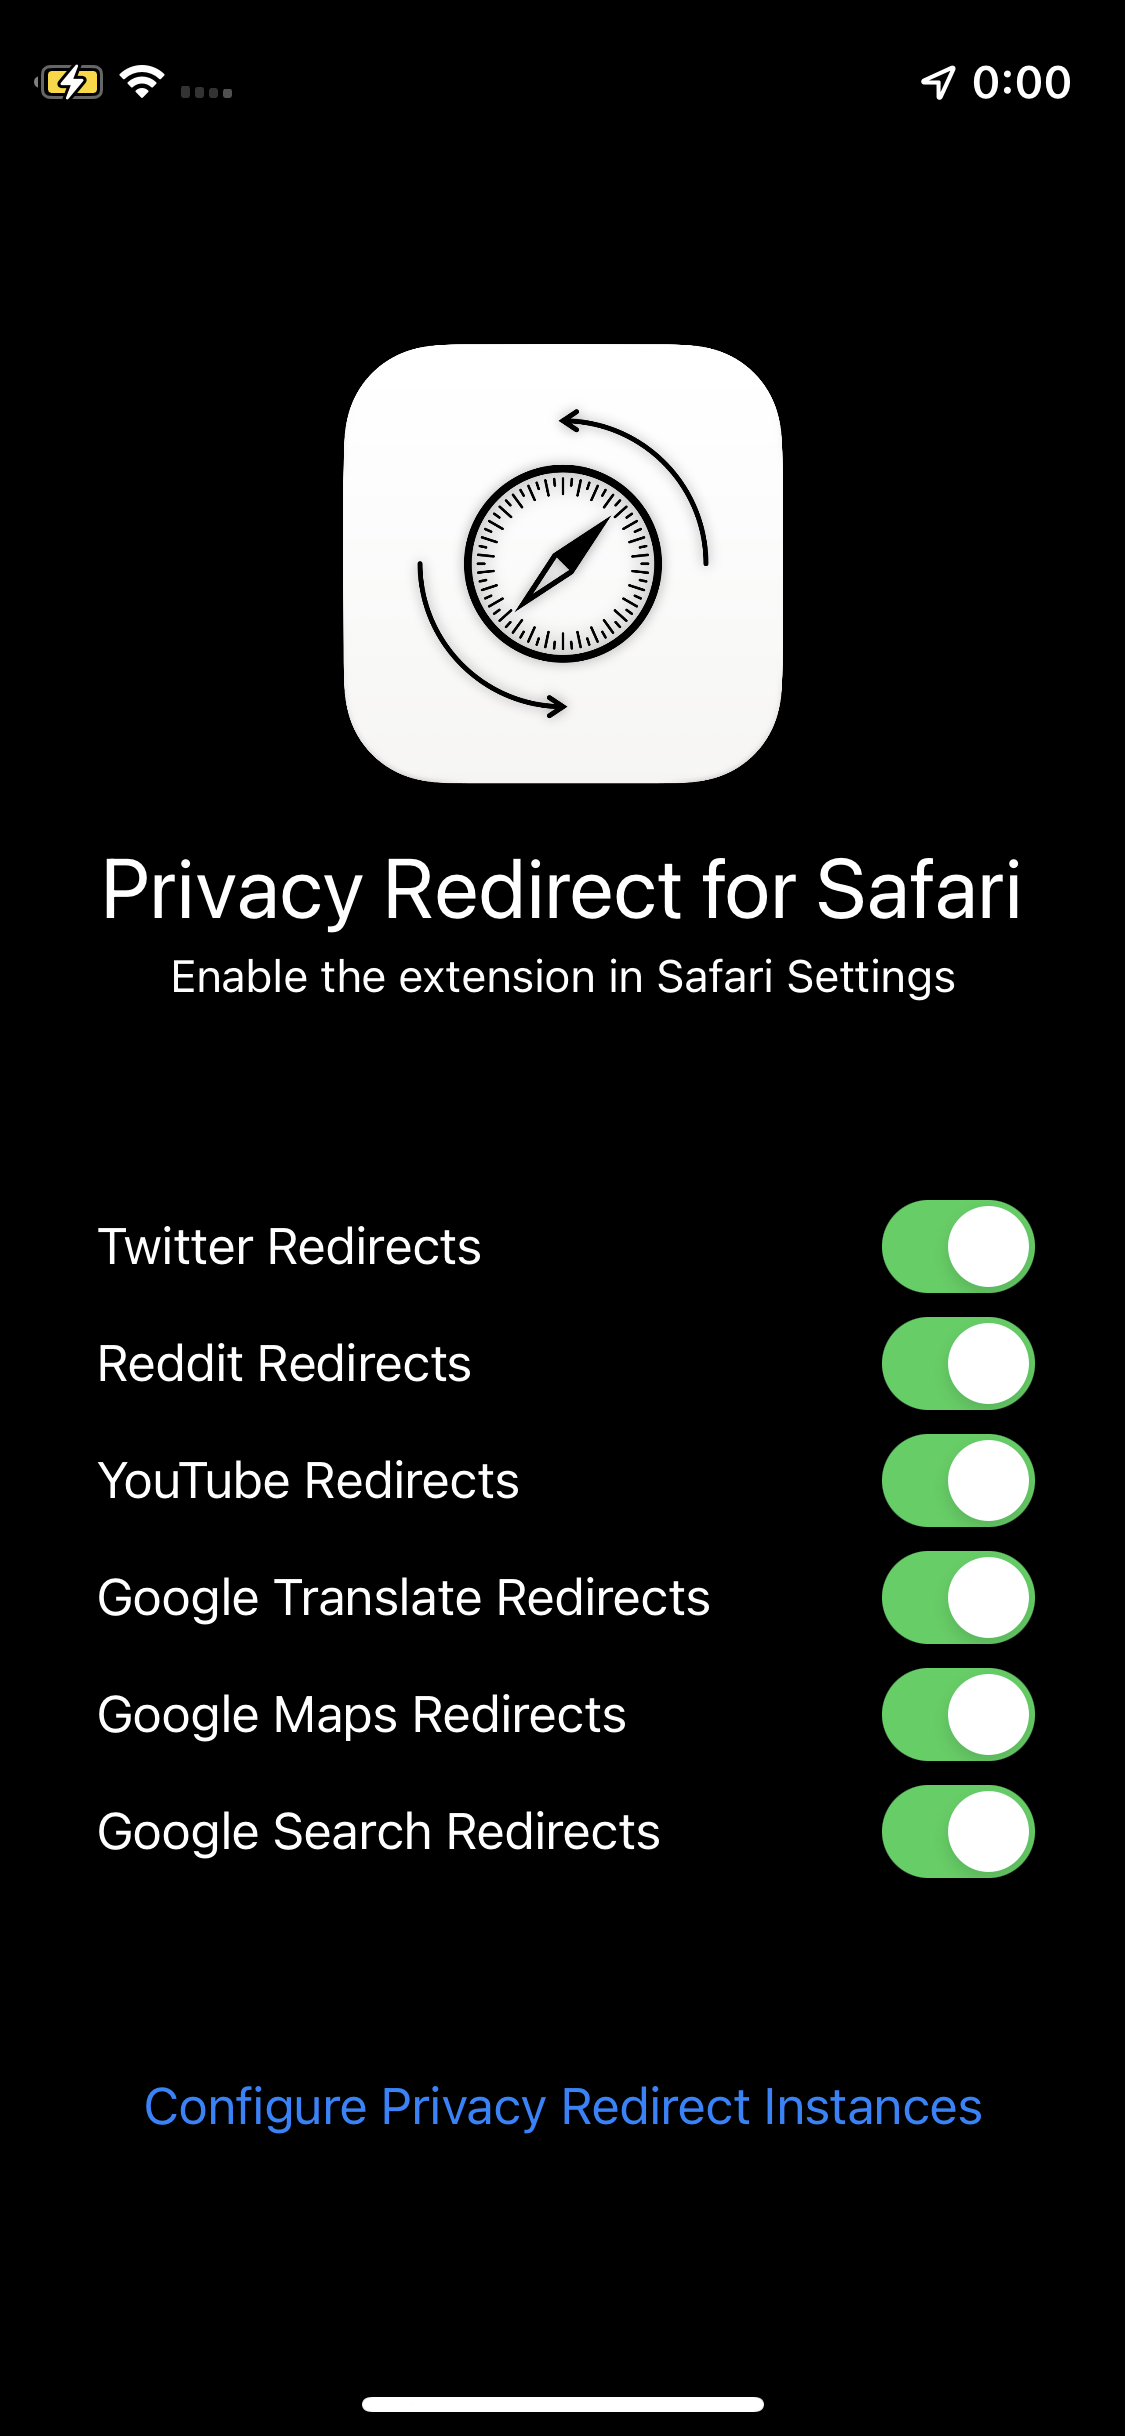 0:00
Privacy Redirect for Safari
Enable the extension in Safari Settings
Twitter Redirects
Reddit Redirects
YouTube Redirects
Google Translate Redirects
Google Maps Redirects
Google Search Redirects
Configure Privacy Redirect Instances